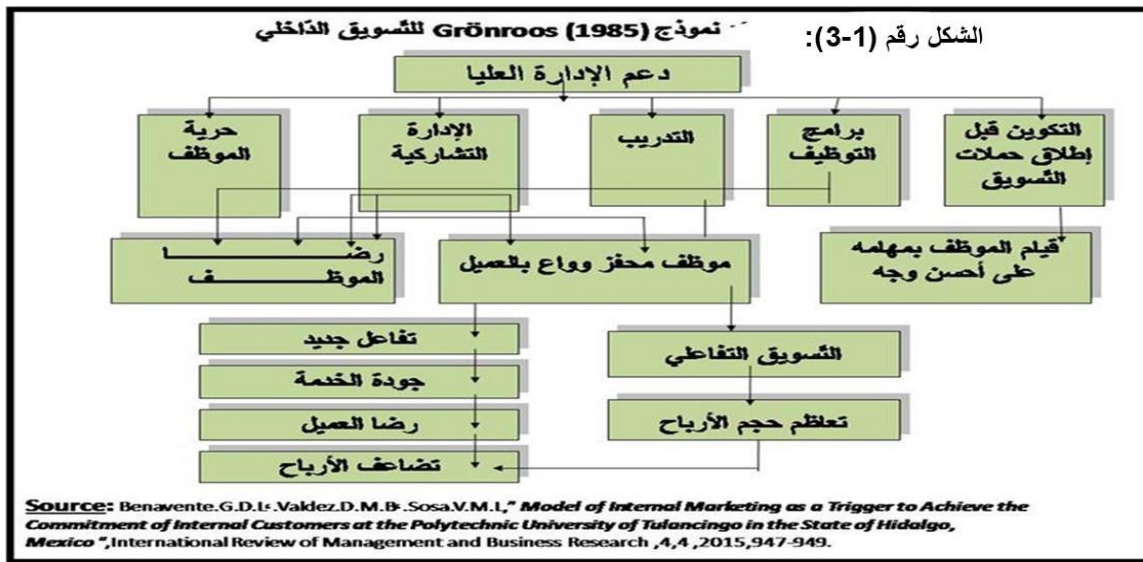 الشكل رقم (1-3): نموذج Grönroos (1985) للتسويق الداخلي
دعم الإدارة العليا
التكوين قبل
إطلاق حملات
التسويق
برامج
التوظيف
التدريب
الإدارة
التشاركية
حرية
الموظف
قيام الموظف بمهامه
على أحسن وجه
موظف محفز وواع بالعميل
رضــا
الموظــف
تفاعل جديد
جودة الخدمة
رضا العميل
تضاعف الأرباح
التسويق التفاعلي
تعاظم حجم الأرباح
Source: Benavente.G.D.L،.Valdez.D.M.B،.Sosa.V.M.I,“ Model of Internal Marketing as a Trigger to Achieve the
Commitment of Internal Customers at the Polytechnic University of Tulancingo in the State of Hidalgo,
Mexico “,International Review of Management and Business Research ,4,4 ,2015,947-949.